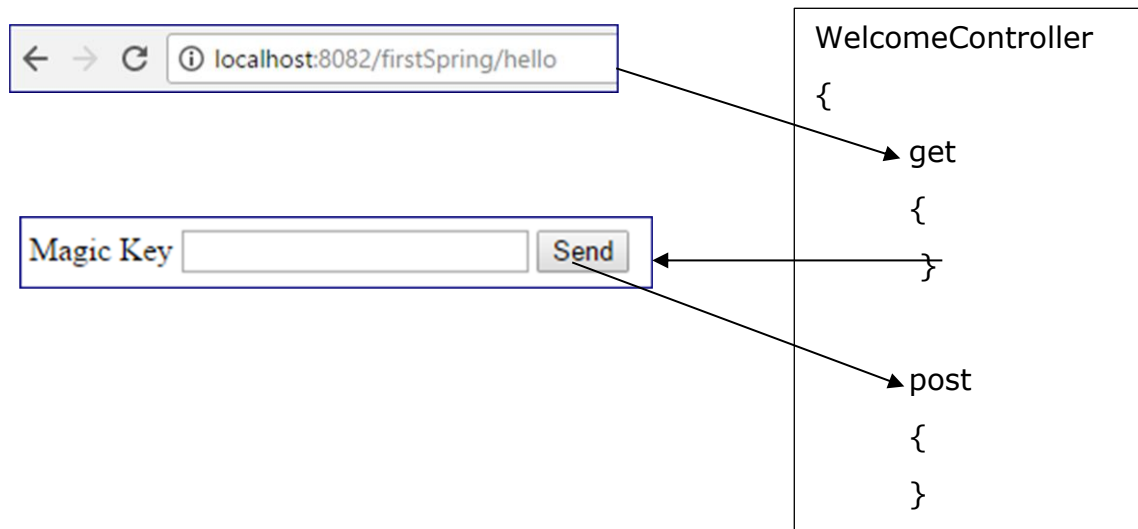 localhost:8082/firstSpring/hello
Magic Key
Send
WelcomeController
{
get
{
}
post
{
}